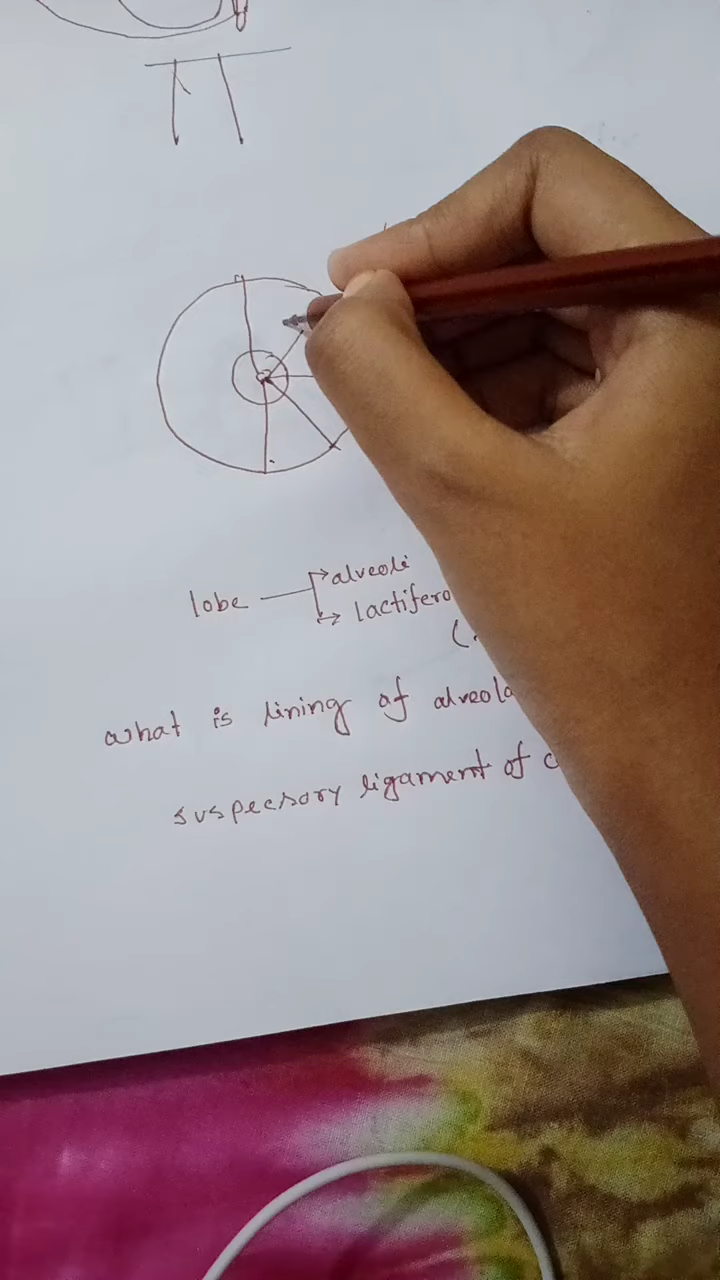 lobe alveoli
lactifero
what is lining of alveola
suspecsory ligament of c